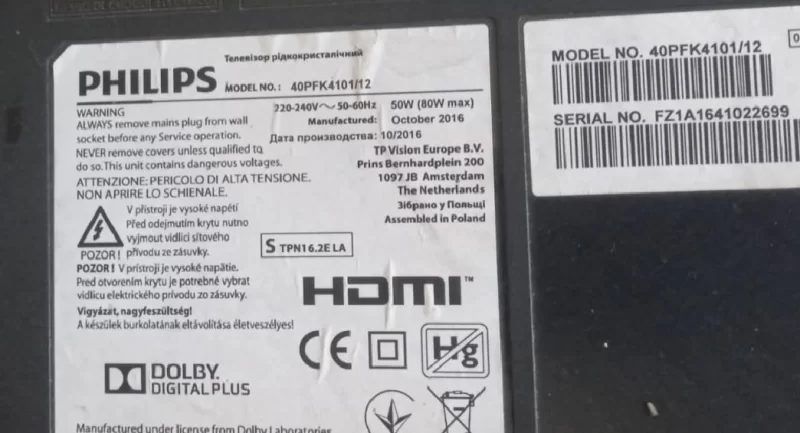 Телевізор рідкокристалічний
PHILIPS MODEL NO.: 40PFK4101/12
220-240V~ 50-60Hz 50W (80W max)
Manufactured: October 2016
Дата производства: 10/2016
TP Vision Europe B.V.
Prins Bernhardplein 200
1097 JB Amsterdam
The Netherlands
Зібрано у Польщі
Assembled in Poland
WARNING
ALWAYS remove mains plug from wall
socket before any Service operation.
NEVER remove covers unless qualified to
do so. This unit contains dangerous voltages.
ATTENZIONE: PERICOLO DI ALTA TENSIONE.
NON APRIRE LO SCHIENALE.
V přístroji je vysoké napětí
Před odejmutím krytu nutno
vyjmout vidlici síťového
přívodu ze zásuvky.
POZOR!
POZOR! V prístroji je vysoké napätie.
Pred otvorením krytu je potrebné vybrat
vidlicu elektrického prívodu zo zásuvky.
Vigyázat, nagyfeszültség!
A készülek burkolatának eltávolítása életveszélyes!
S TPN16.2E LA
HDMI™
CE
Hg
DOLBY
DIGITAL PLUS
Manufactured under license from Dolby Laboratories.
MODEL NO. 40PFK4101/12
SERIAL NO. FZ1A1641022699